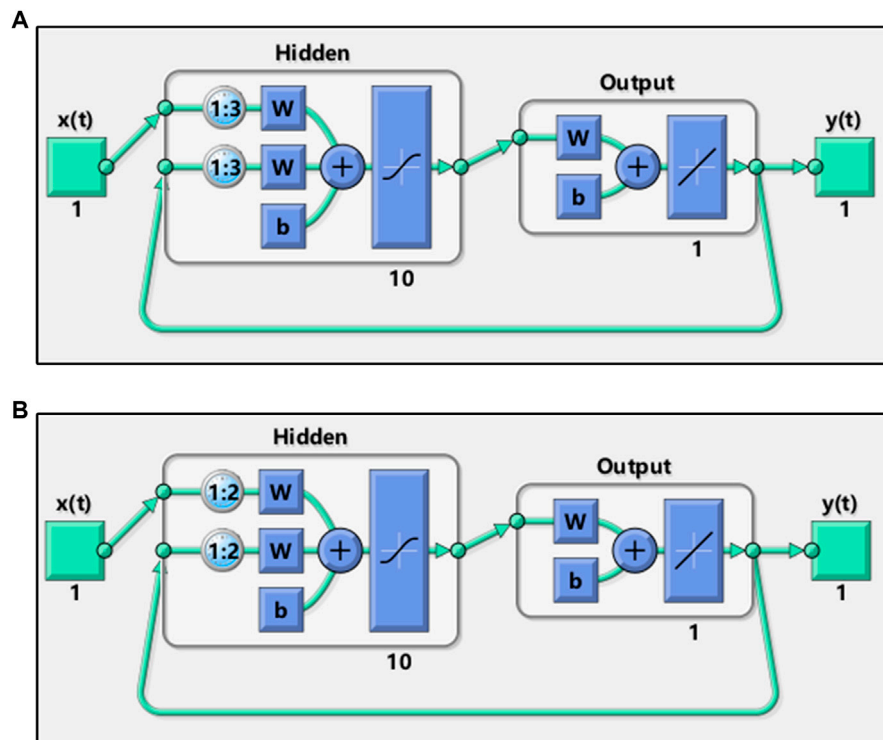 A
Hidden
Output
x(t)
y(t)
1:3 W
1:3 W
+
b
W
+
b
1
1
1
10
B
Hidden
Output
x(t)
y(t)
1:2 W
1:2 W
+
b
W
+
b
1
1
1
10